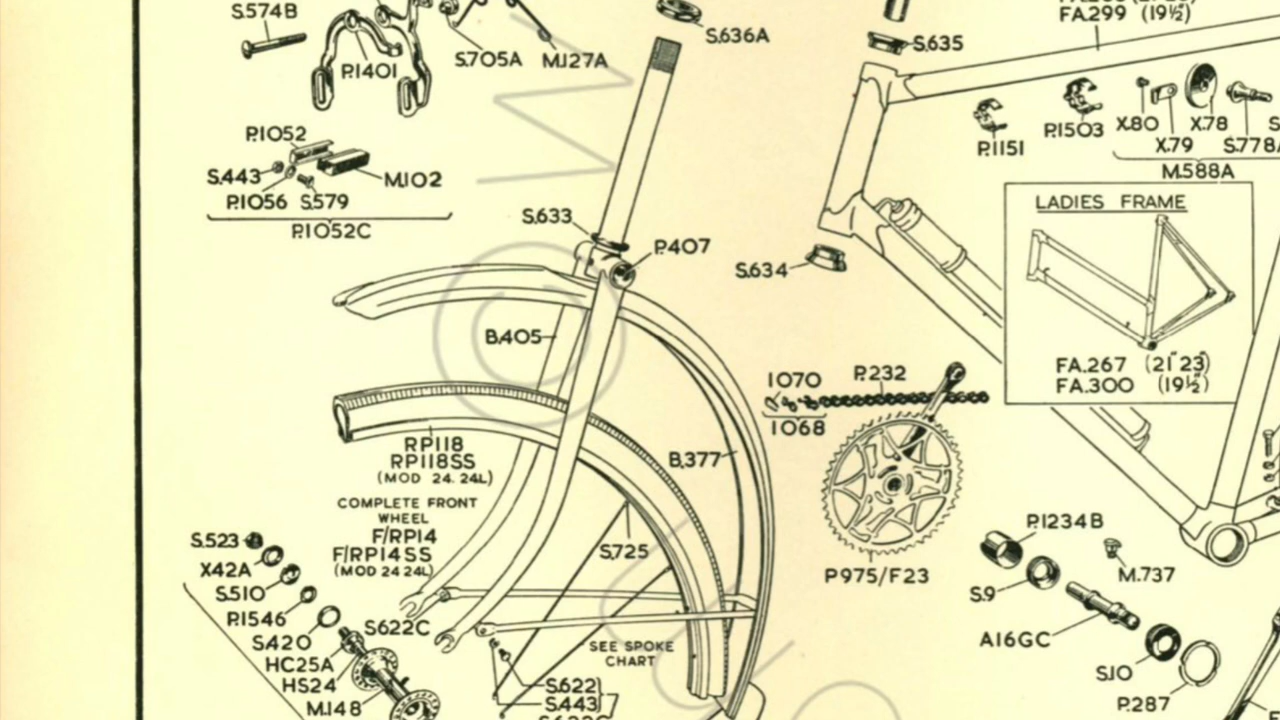 S.574B
P.1401
S.705A
M.127A
S.636A
S.635
FA.299 (19½)
P.1052
S.443
P.1056 S.579
M.102
P.1052C
S.633
P.407
S.634
P.1151
P.1503
X.80
X.79
X.78
S.778A
M.588A
LADIES FRAME
FA.267 (21" 23")
FA.300 (19½")
B.405
1070
1068
P.232
B.377
RP118
RP118SS
(MOD 24. 24L)
COMPLETE FRONT
WHEEL
F/RP14
F/RP14SS
(MOD 24 24L)
S.725
P975/F23
S.523
X42A
S.510
P.1546
S.420
HC25A
HS24
M.148
S.622C
SEE SPOKE
CHART
S.622
S.443
P.1234B
M.737
S.9
A16GC
S.10
P.287